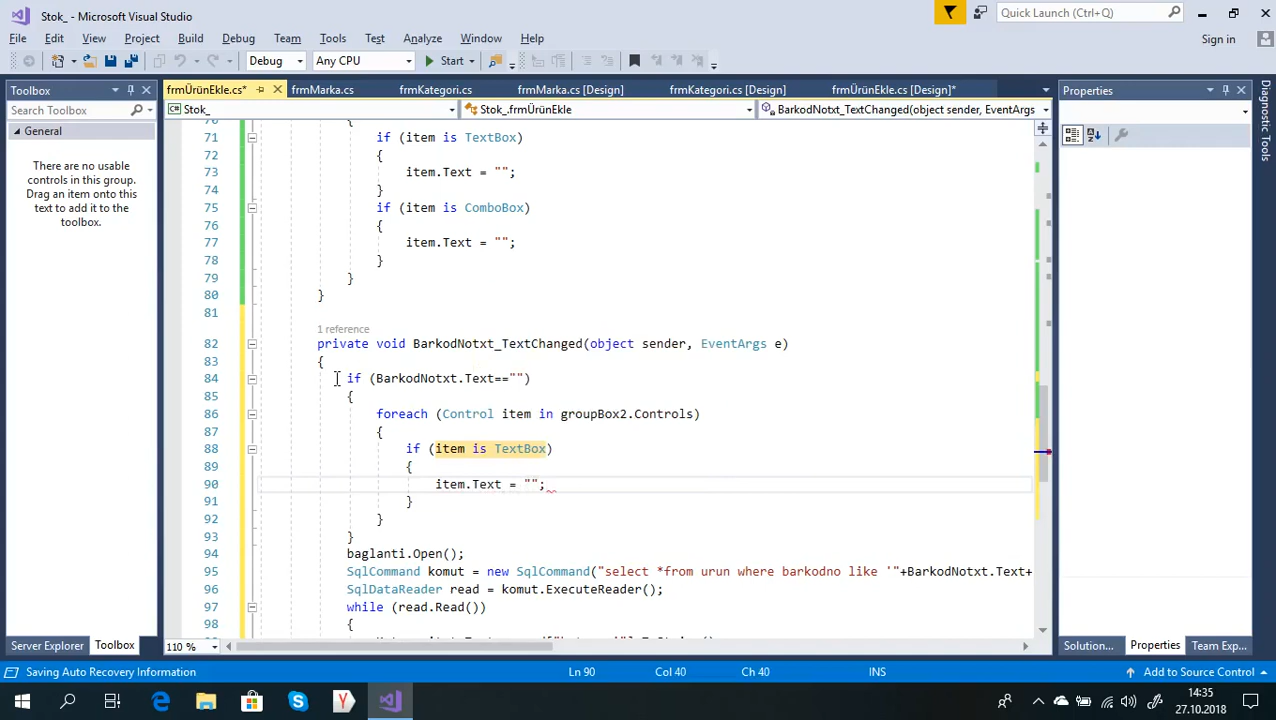 Stok_ - Microsoft Visual Studio
Quick Launch (Ctrl+Q)
File Edit View Project Build Debug Team Tools Test Analyze Window Help
Sign in
Debug Any CPU Start
Toolbox
Search Toolbox
General
There are no usable
controls in this group.
Drag an item onto this
text to add it to the
toolbox.
frmÜrünEkle.cs* frmMarka.cs frmKategori.cs frmMarka.cs [Design] frmKategori.cs [Design] frmÜrünEkle.cs [Design]*
Stok_ Stok_.frmÜrünEkle BarkodNotxt_TextChanged(object sender, EventArgs
Properties
Diagnostic Tools
70 {
71 if (item is TextBox)
72 {
73 item.Text = "";
74 }
75 if (item is ComboBox)
76 {
77 item.Text = "";
78 }
79 }
80 }
81
1 reference
82 private void BarkodNotxt_TextChanged(object sender, EventArgs e)
83 {
84 if (BarkodNotxt.Text=="")
85 {
86 foreach (Control item in groupBox2.Controls)
87 {
88 if (item is TextBox)
89 {
90 item.Text = "";
91 }
92 }
93 }
94 baglanti.Open();
95 SqlCommand komut = new SqlCommand("select *from urun where barkodno like '"+BarkodNotxt.Text+
96 SqlDataReader read = komut.ExecuteReader();
97 while (read.Read())
98 {
110 %
Server Explorer Toolbox
Solution... Properties Team Exp...
Saving Auto Recovery Information Ln 90 Col 40 Ch 40 INS Add to Source Control
14:35
27.10.2018